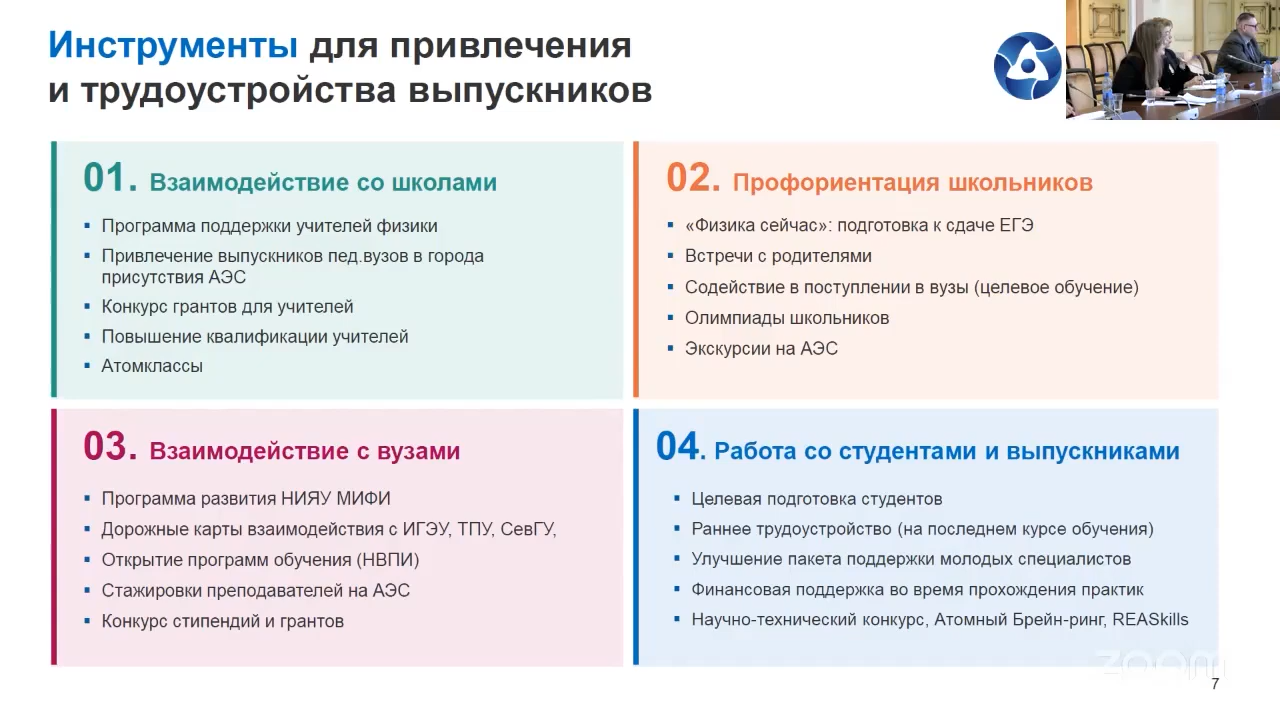 Инструменты для привлечения
и трудоустройства выпускников
01. Взаимодействие со школами
▪ Программа поддержки учителей физики
▪ Привлечение выпускников пед.вузов в города
присутствия АЭС
▪ Конкурс грантов для учителей
▪ Повышение квалификации учителей
▪ Атомклассы
02. Профориентация школьников
▪ «Физика сейчас»: подготовка к сдаче ЕГЭ
▪ Встречи с родителями
▪ Содействие в поступлении в вузы (целевое обучение)
▪ Олимпиады школьников
▪ Экскурсии на АЭС
03. Взаимодействие с вузами
▪ Программа развития НИЯУ МИФИ
▪ Дорожные карты взаимодействия с ИГЭУ, ТПУ, СевГУ,
▪ Открытие программ обучения (НВПИ)
▪ Стажировки преподавателей на АЭС
▪ Конкурс стипендий и грантов
04. Работа со студентами и выпускниками
▪ Целевая подготовка студентов
▪ Раннее трудоустройство (на последнем курсе обучения)
▪ Улучшение пакета поддержки молодых специалистов
▪ Финансовая поддержка во время прохождения практик
▪ Научно-технический конкурс, Атомный Брейн-ринг, REASkills
zoom
7